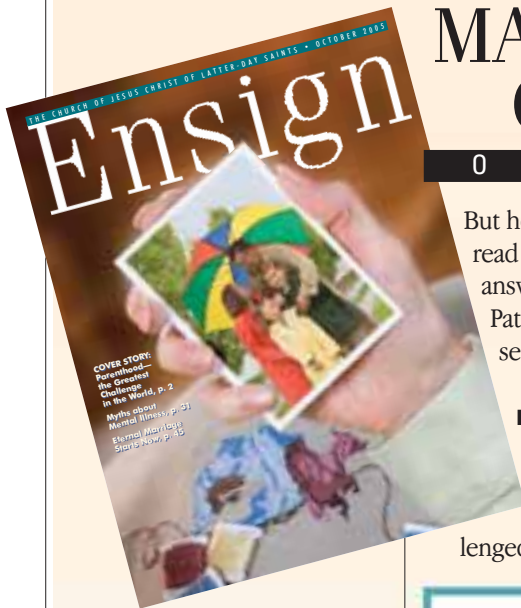 THE CHURCH OF JESUS CHRIST OF LATTER-DAY SAINTS • OCTOBER 2005
Ensign
COVER STORY:
Parenthood—
the Greatest
Challenge
in the World, p. 2
Myths about
Mental Illness, p. 31
Eternal Marriage
Starts Now, p. 45
MA
O
But h
read
answ
Pat
se
lenged